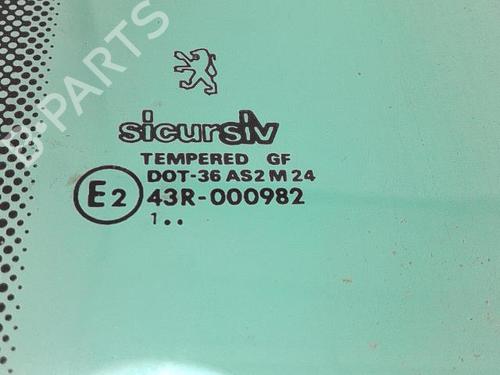 B-PARTS
sicursiv
TEMPERED GF
DOT-36 AS2 M 24
E2 43R-000982
1..